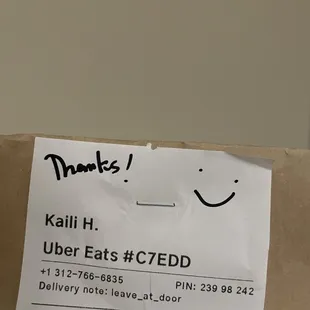 Thanks!
Kaili H.
Uber Eats #C7EDD
+1 312-766-6835
PIN: 239 98 242
Delivery note: leave_at_door